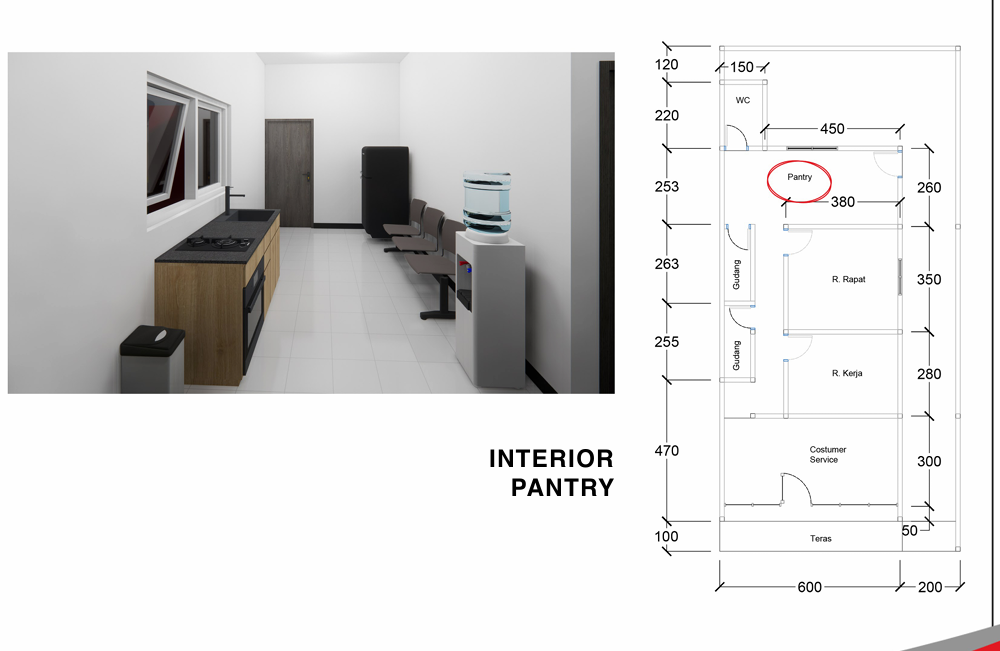 INTERIOR
PANTRY
120
150
WC
220
450
Pantry
253
260
380
263
Gudang
R. Rapat
350
255
Gudang
R. Kerja
280
470
Costumer
Service
300
50
100
Teras
600
200